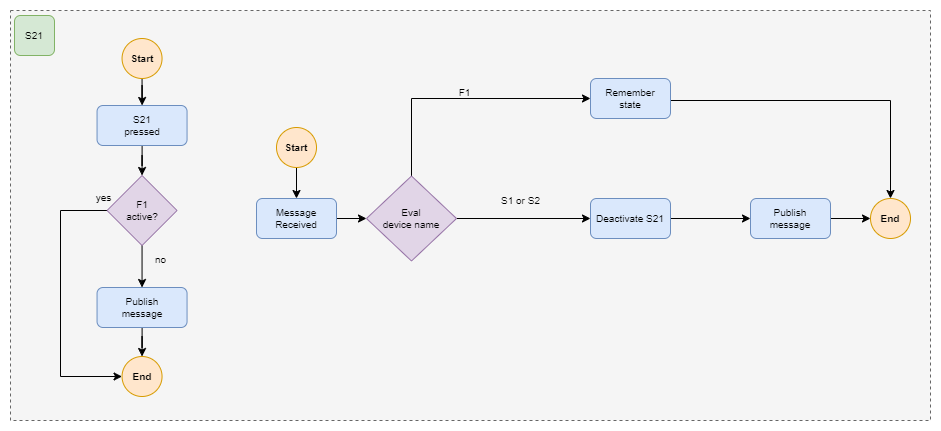 S21
Start
S21
pressed
F1
active?
yes
no
Publish
message
End
Start
Message
Received
Eval
device name
F1
Remember
state
S1 or S2
Deactivate S21
Publish
message
End